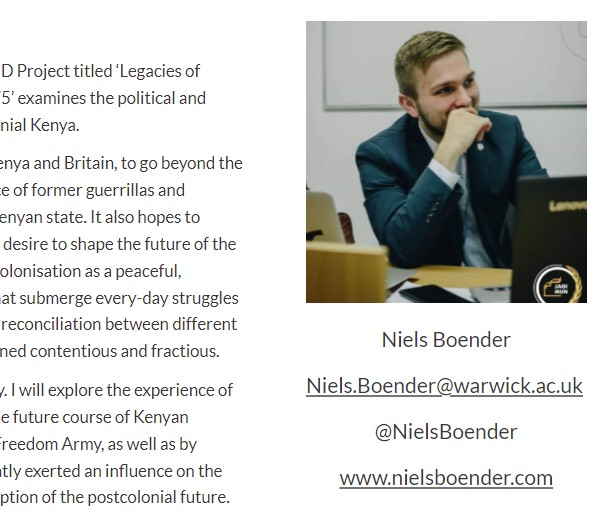 D Project titled ‘Legacies of
5’ examines the political and
nial Kenya.
enya and Britain, to go beyond the
ce of former guerrillas and
enyan state. It also hopes to
desire to shape the future of the
olonisation as a peaceful,
at submerge every-day struggles
reconciliation between different
ned contentious and fractious.
y. I will explore the experience of
e future course of Kenyan
Freedom Army, as well as by
tly exerted an influence on the
ption of the postcolonial future.
Lenovo
JAGI
MUN
Niels Boender
Niels.Boender@warwick.ac.uk
@NielsBoender
www.nielsboender.com